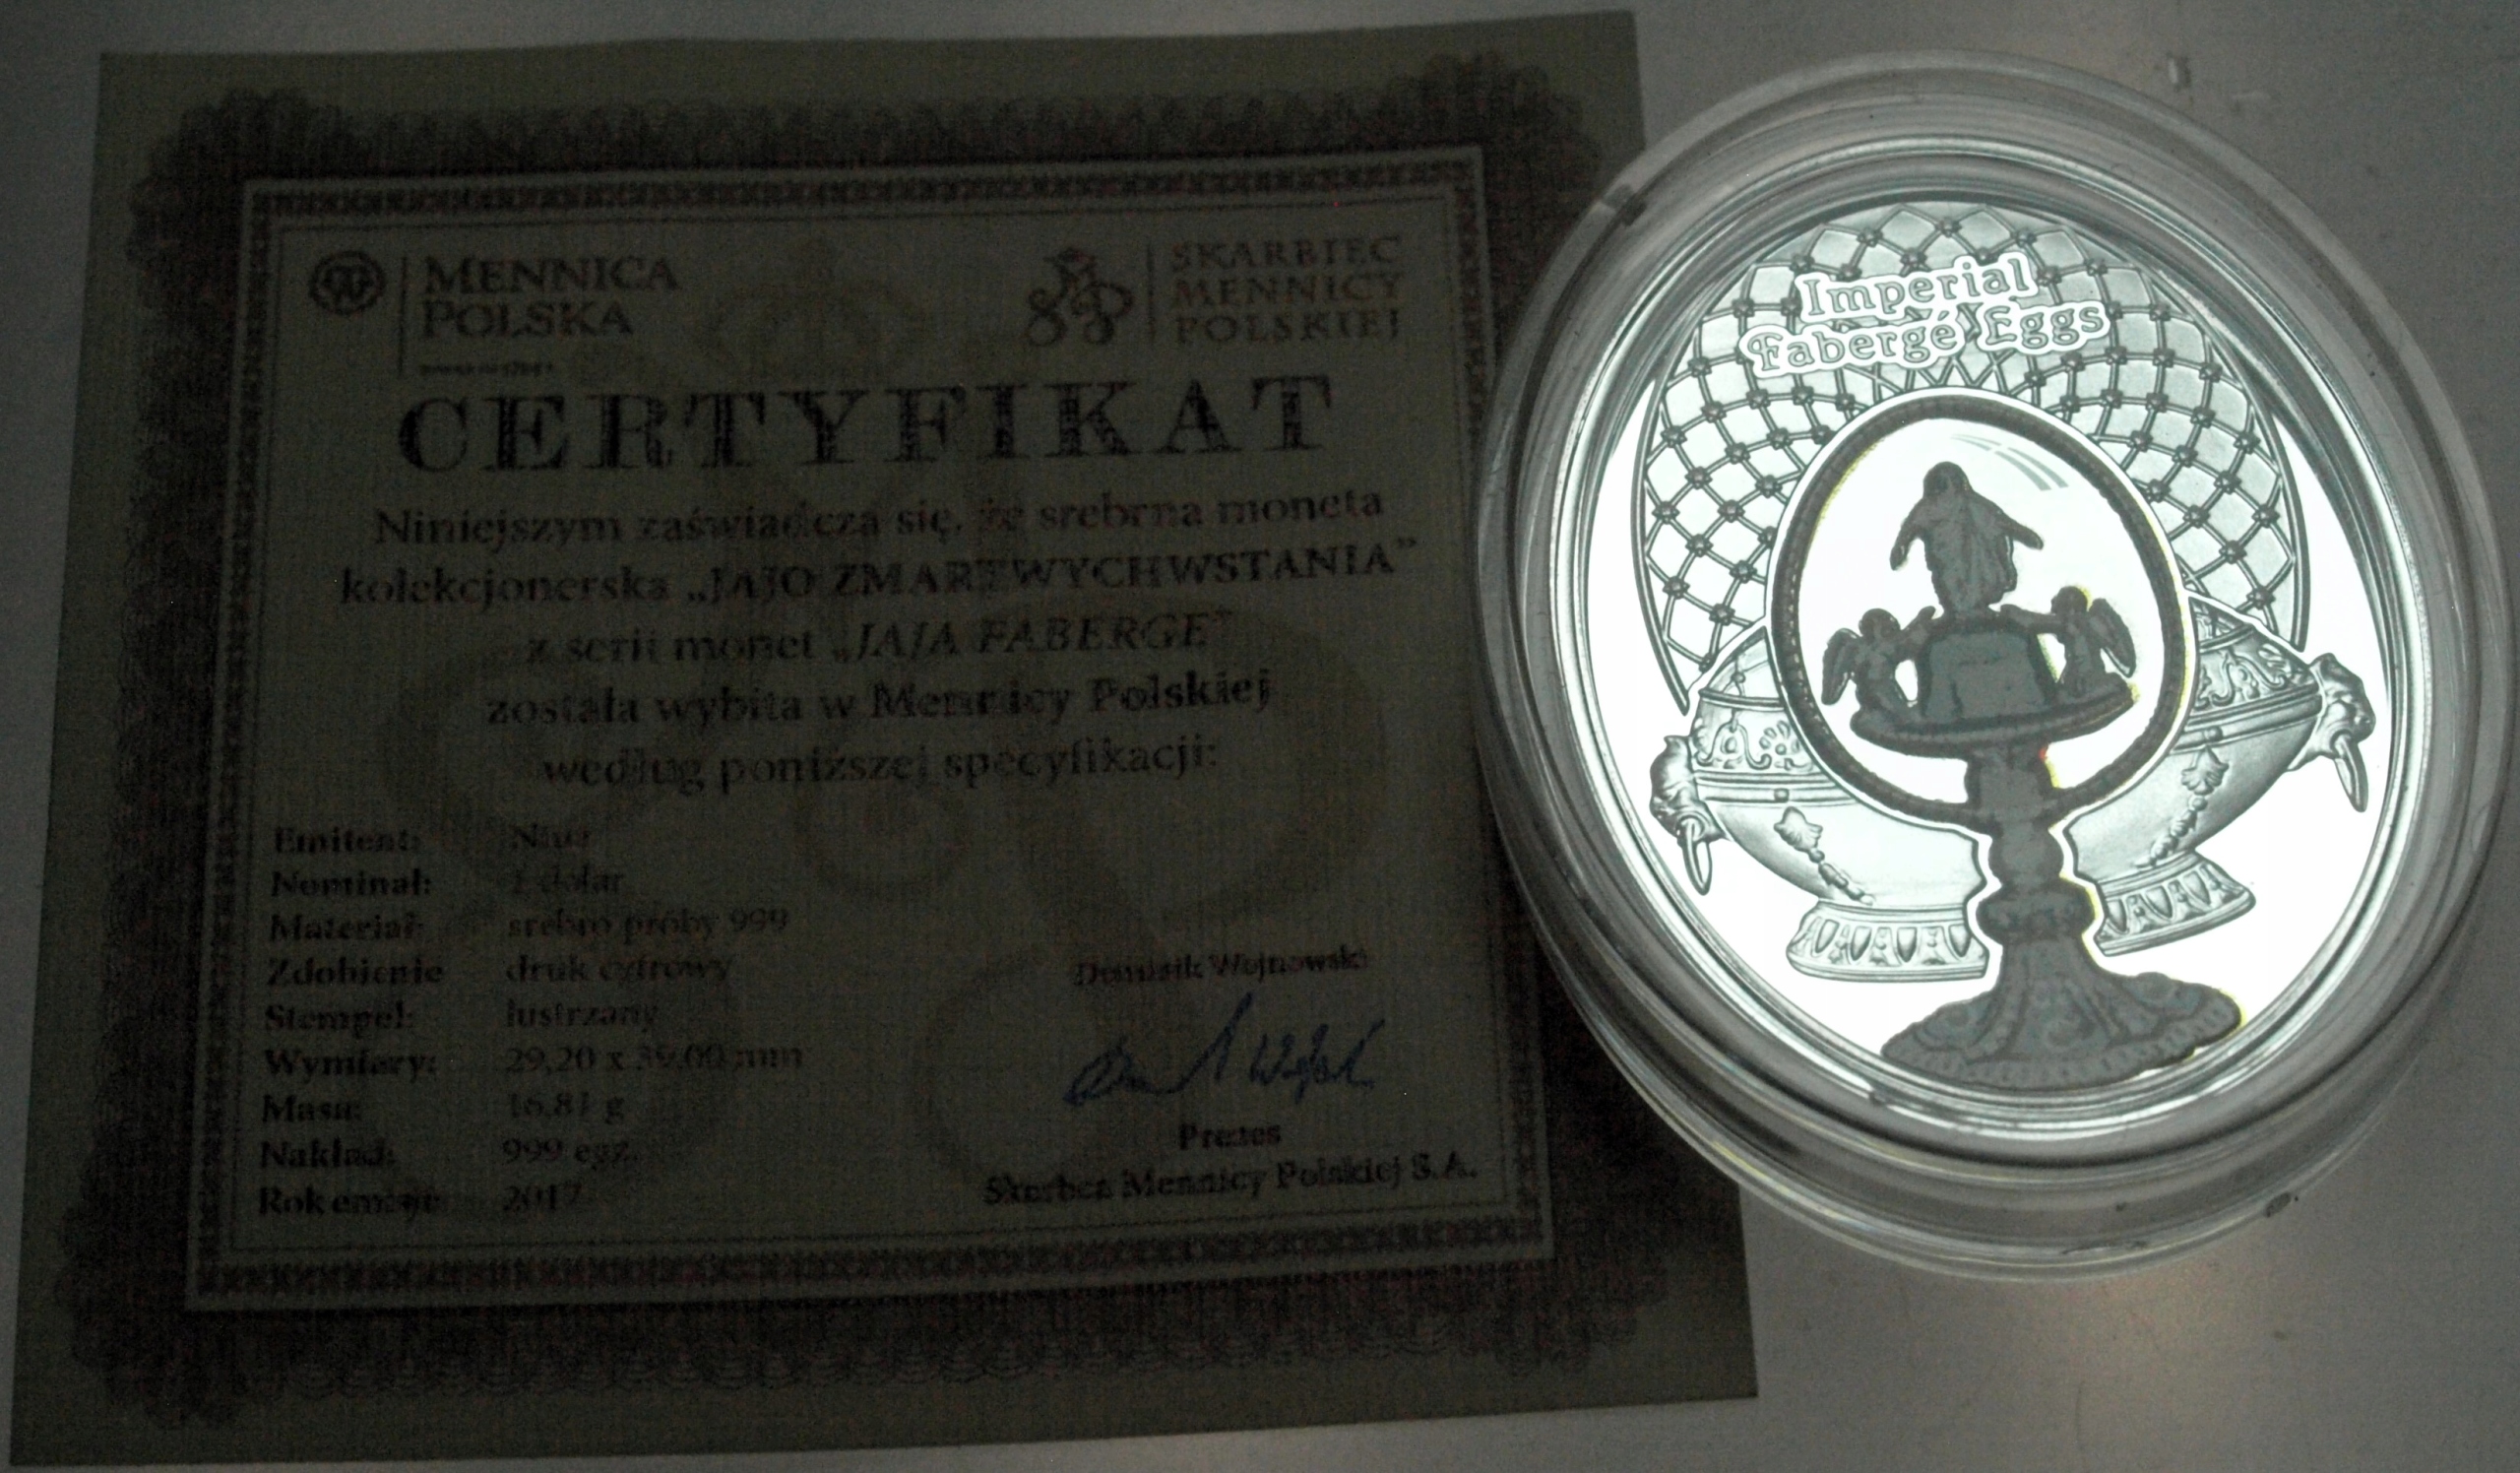 MENNICA
POLSKA
SKARBIEC
MENNICY
POLSKIEJ
CERTYFIKAT
Niniejszym zaświadcza się, że srebrna moneta
kolekcjonerska „JAJO ZMARTWYCHWSTANIA”
z serii monet „JAJA FABERGE”
została wybita w Mennicy Polskiej
według poniższej specyfikacji:
Emitent: Niue
Nominał: 1 dolar
Materiał: srebro próby 999
Zdobienie druk cyfrowy
Stempel: lustrzany
Wymiary: 29,20 x 39,00 mm
Masa: 16,81 g
Nakład: 999 egz.
Rok emisji: 2017
Dominik Wojnowski
Prezes
Skarbca Mennicy Polskiej S.A.
Imperial
Fabergé Eggs